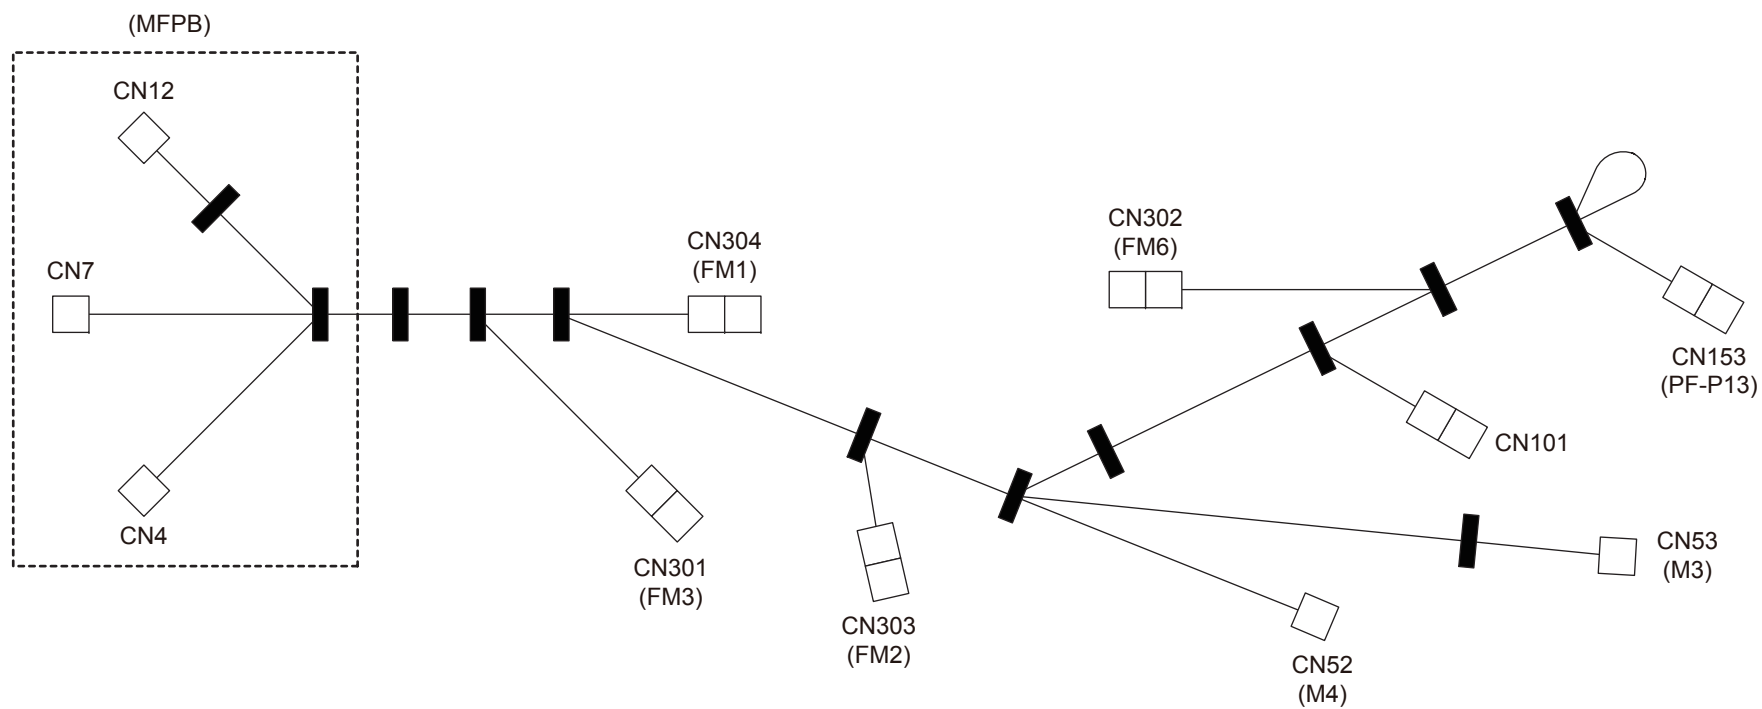 (MFPB)
CN12
CN7
CN4
CN304
(FM1)
CN301
(FM3)
CN303
(FM2)
CN302
(FM6)
CN153
(PF-P13)
CN101
CN53
(M3)
CN52
(M4)